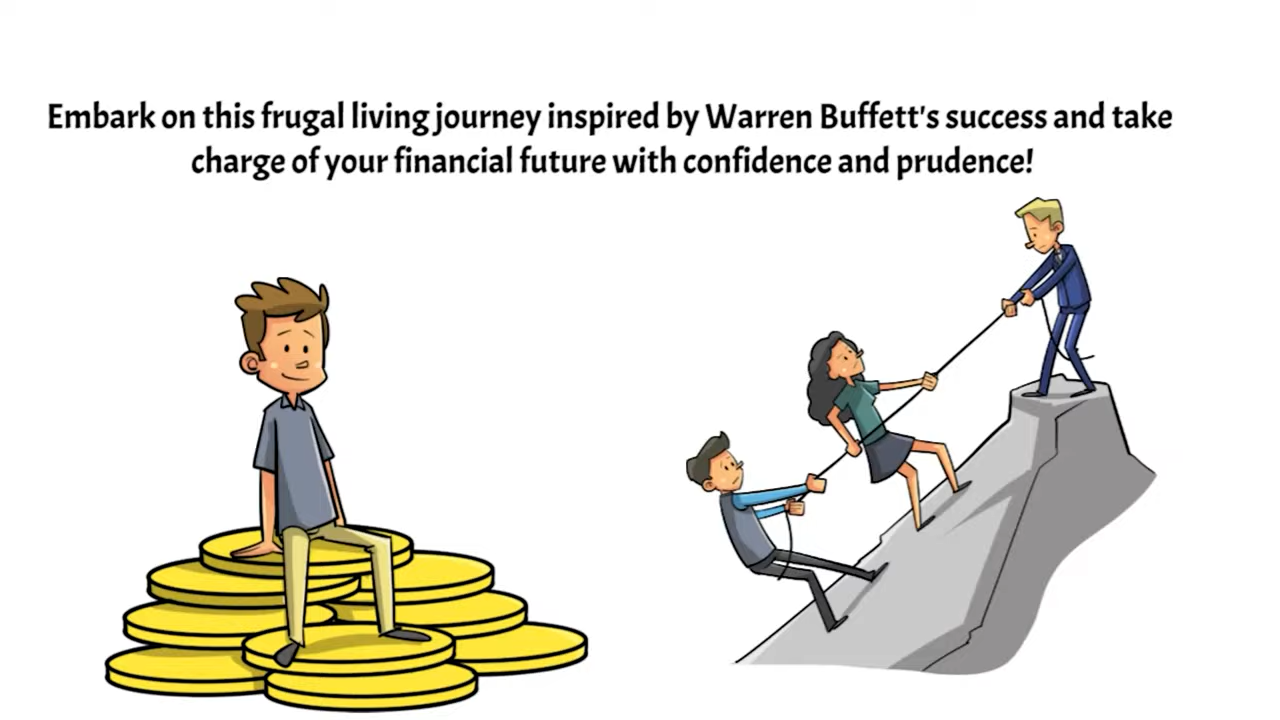 Embark on this frugal living journey inspired by Warren Buffett's success and take
charge of your financial future with confidence and prudence!